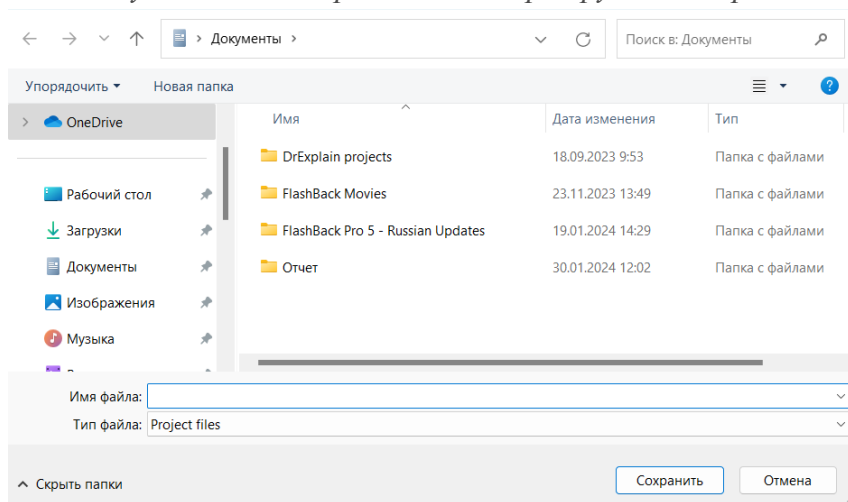 Документы
Поиск в: Документы
Упорядочить
Новая папка
OneDrive
Имя
Дата изменения
Тип
DrExplain projects
18.09.2023 9:53
Папка с файлами
Рабочий стол
FlashBack Movies
23.11.2023 13:49
Папка с файлами
Загрузки
FlashBack Pro 5 - Russian Updates
19.01.2024 14:29
Папка с файлами
Документы
Отчет
30.01.2024 12:02
Папка с файлами
Изображения
Музыка
Имя файла:
Тип файла: Project files
Скрыть папки
Сохранить
Отмена